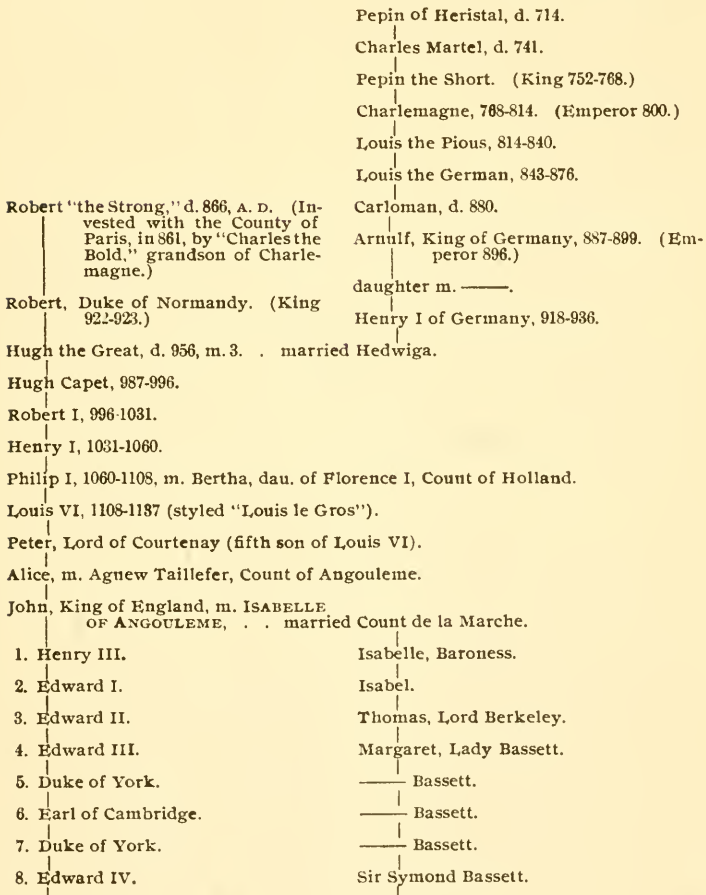 Pepin of Heristal, d. 714.
Charles Martel, d. 741.
Pepin the Short. (King 752-768.)
Charlemagne, 768-814. (Emperor 800.)
Louis the Pious, 814-840.
Louis the German, 843-876.
Robert "the Strong," d. 866, A. D. (In-
vested with the County of
Paris, in 861, by "Charles the
Bold," grandson of Charle-
magne.)
Carloman, d. 880.
Arnulf, King of Germany, 887-899. (Em-
peror 896.)
daughter m. ——.
Robert, Duke of Normandy. (King
922-923.)
Henry I of Germany, 918-936.
Hugh the Great, d. 956, m. 3. . married Hedwiga.
Hugh Capet, 987-996.
Robert I, 996-1031.
Henry I, 1031-1060.
Philip I, 1060-1108, m. Bertha, dau. of Florence I, Count of Holland.
Louis VI, 1108-1137 (styled "Louis le Gros").
Peter, Lord of Courtenay (fifth son of Louis VI).
Alice, m. Agnew Taillefer, Count of Angouleme.
John, King of England, m. ISABELLE
OF ANGOULEME, . . married Count de la Marche.
1. Henry III. Isabelle, Baroness.
2. Edward I. Isabel.
3. Edward II. Thomas, Lord Berkeley.
4. Edward III. Margaret, Lady Bassett.
5. Duke of York. —— Bassett.
6. Earl of Cambridge. —— Bassett.
7. Duke of York. —— Bassett.
8. Edward IV. Sir Symond Bassett.